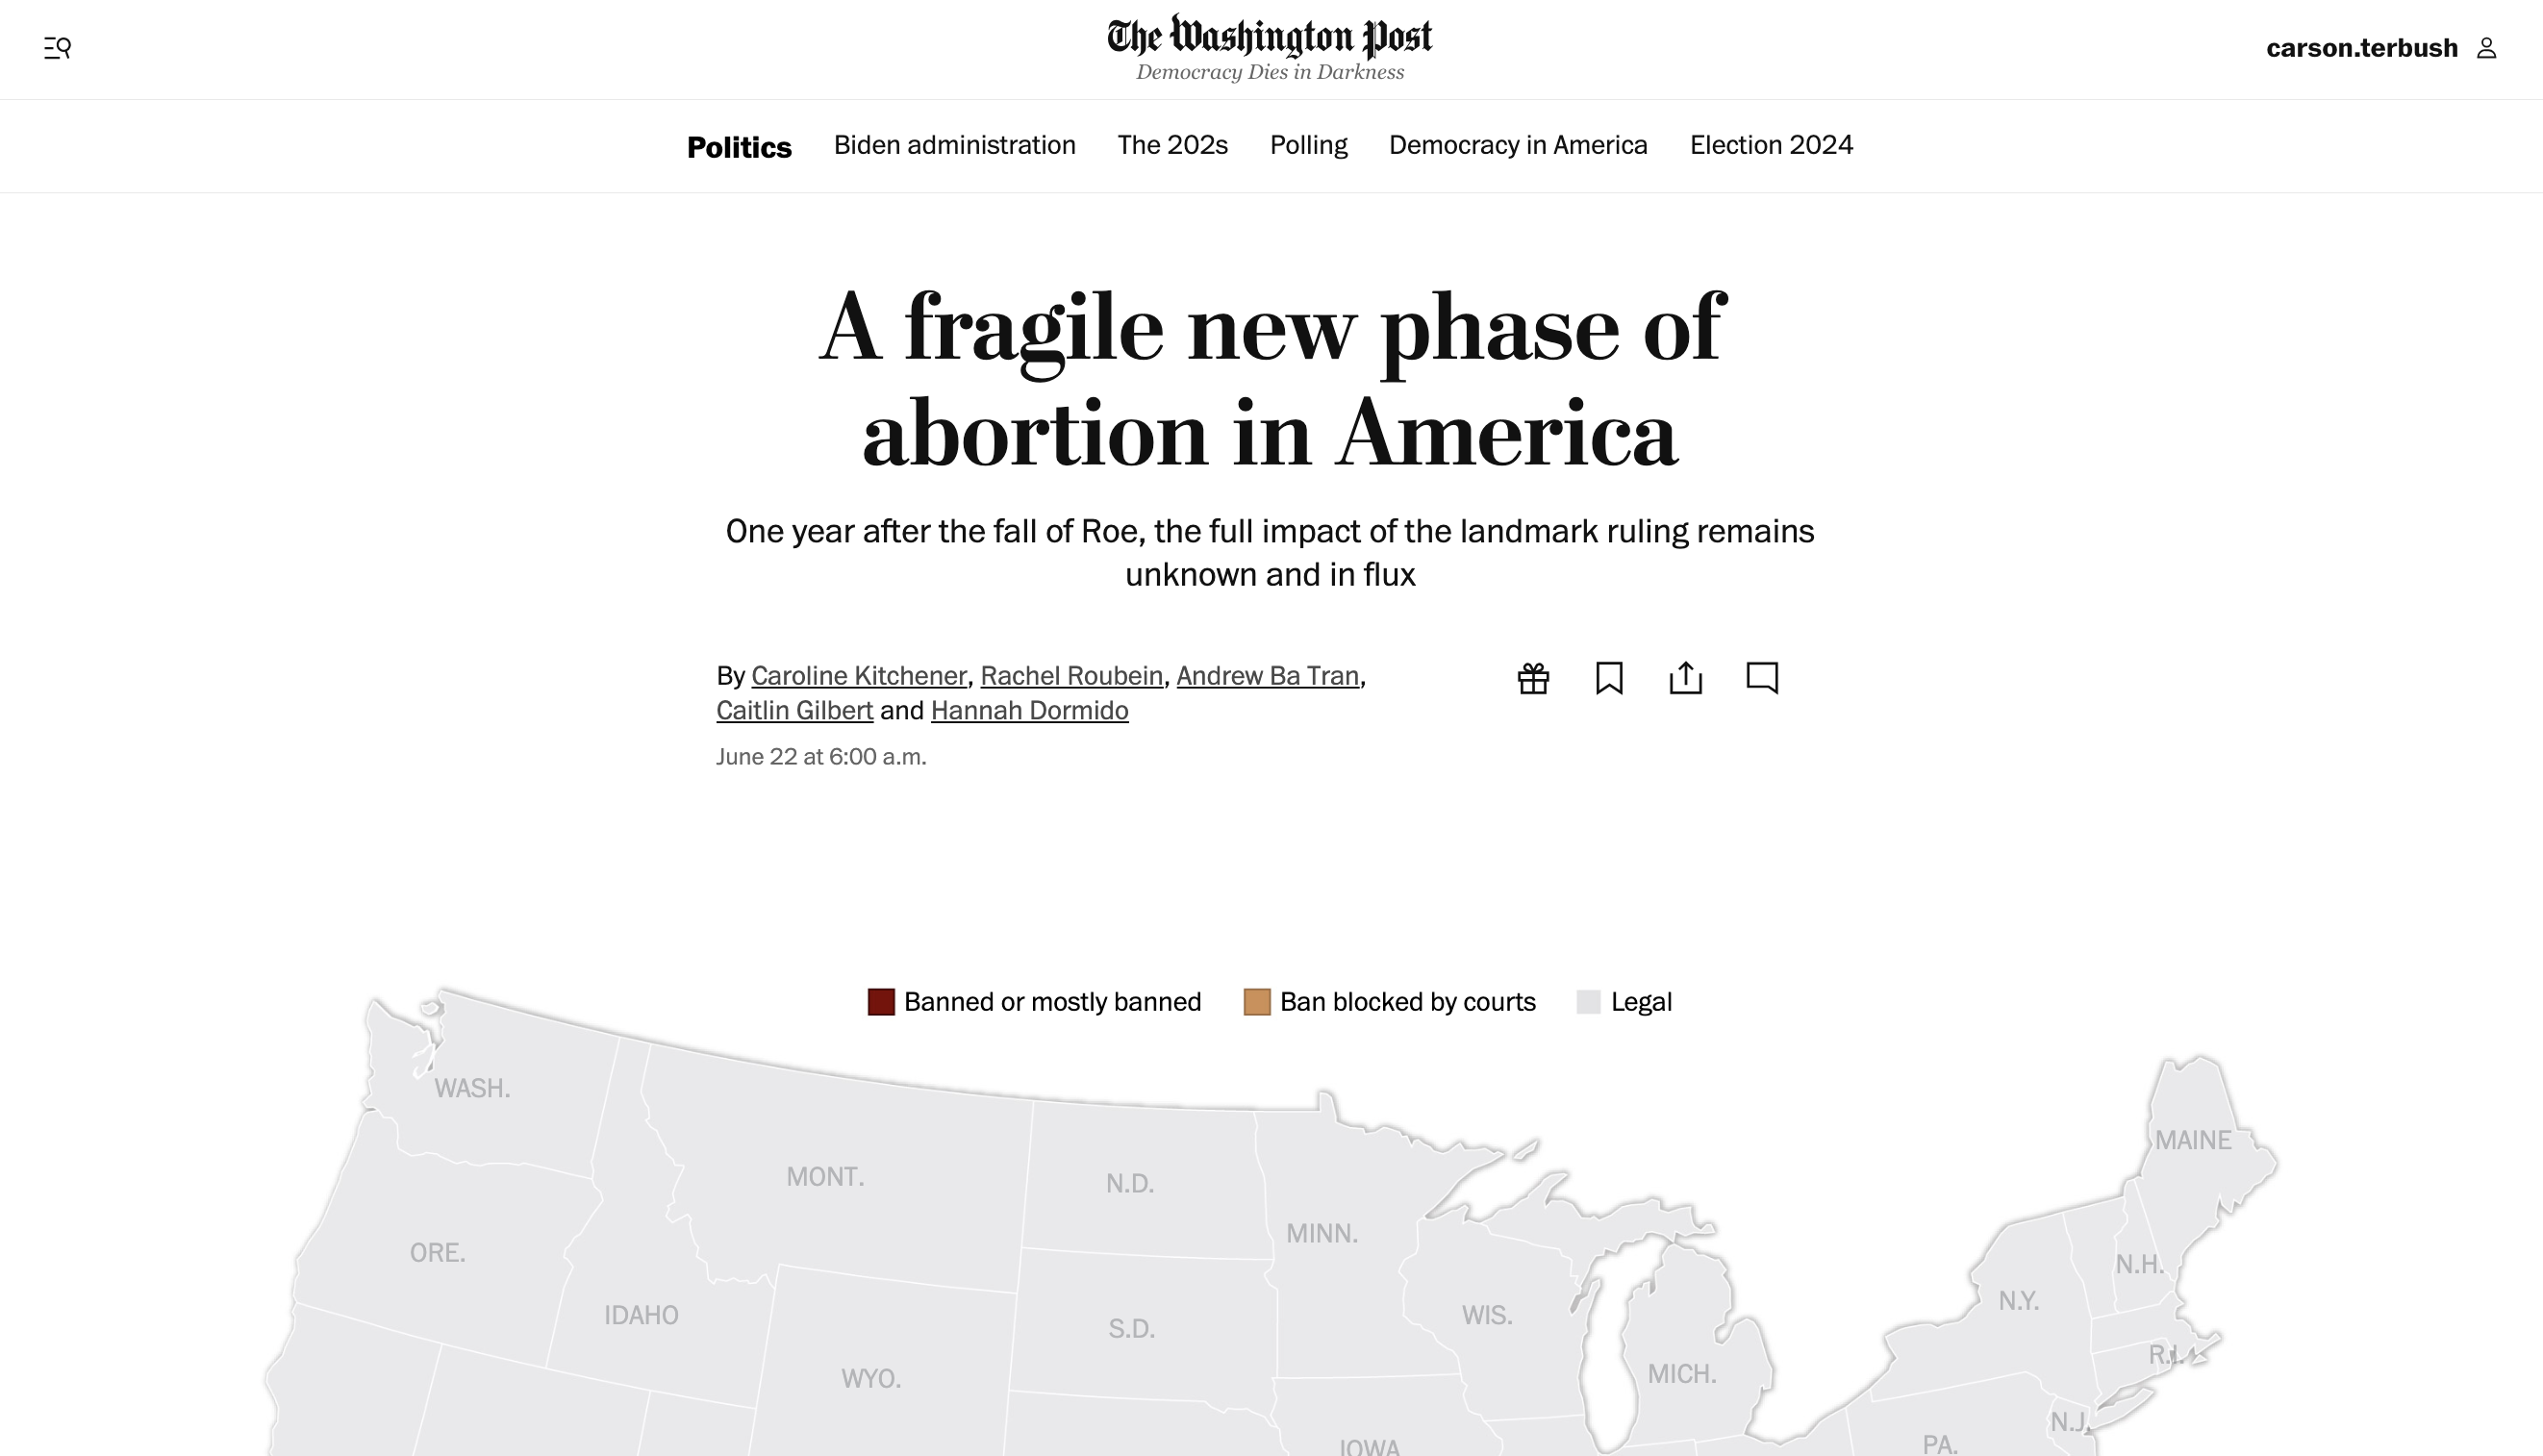 The Washington Post
Democracy Dies in Darkness
carson.terbush
Politics Biden administration The 202s Polling Democracy in America Election 2024
A fragile new phase of
abortion in America
One year after the fall of Roe, the full impact of the landmark ruling remains
unknown and in flux
By Caroline Kitchener, Rachel Roubein, Andrew Ba Tran,
Caitlin Gilbert and Hannah Dormido
June 22 at 6:00 a.m.
Banned or mostly banned Ban blocked by courts Legal
WASH.
MAINE
MONT.
N.D.
MINN.
ORE.
N.H.
N.Y.
IDAHO
WIS.
S.D.
R.I.
MICH.
WYO.
N.J.
PA.
IOWA